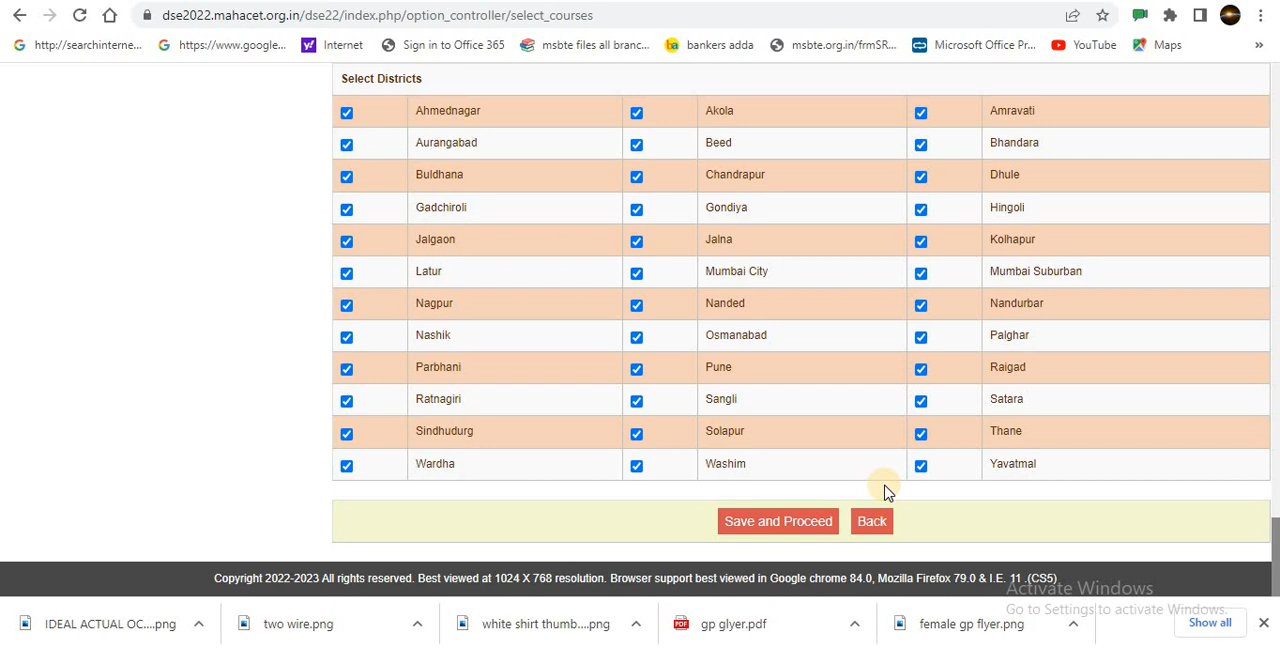 dse2022.mahacet.org.in/dse22/index.php/option_controller/select_courses
http://searchinterne... https://www.google... Internet Sign in to Office 365 msbte files all branc... bankers adda msbte.org.in/frmSR... Microsoft Office Pr... YouTube Maps »
Select Districts
Ahmednagar Akola Amravati
Aurangabad Beed Bhandara
Buldhana Chandrapur Dhule
Gadchiroli Gondiya Hingoli
Jalgaon Jalna Kolhapur
Latur Mumbai City Mumbai Suburban
Nagpur Nanded Nandurbar
Nashik Osmanabad Palghar
Parbhani Pune Raigad
Ratnagiri Sangli Satara
Sindhudurg Solapur Thane
Wardha Washim Yavatmal
Save and Proceed Back
Copyright 2022-2023 All rights reserved. Best viewed at 1024 X 768 resolution. Browser support best viewed in Google chrome 84.0, Mozilla Firefox 79.0 & I.E. 11 .(CS5)
Activate Windows
Go to Settings to activate Windows.
IDEAL ACTUAL OC....png two wire.png white shirt thumb....png gp glyer.pdf female gp flyer.png Show all